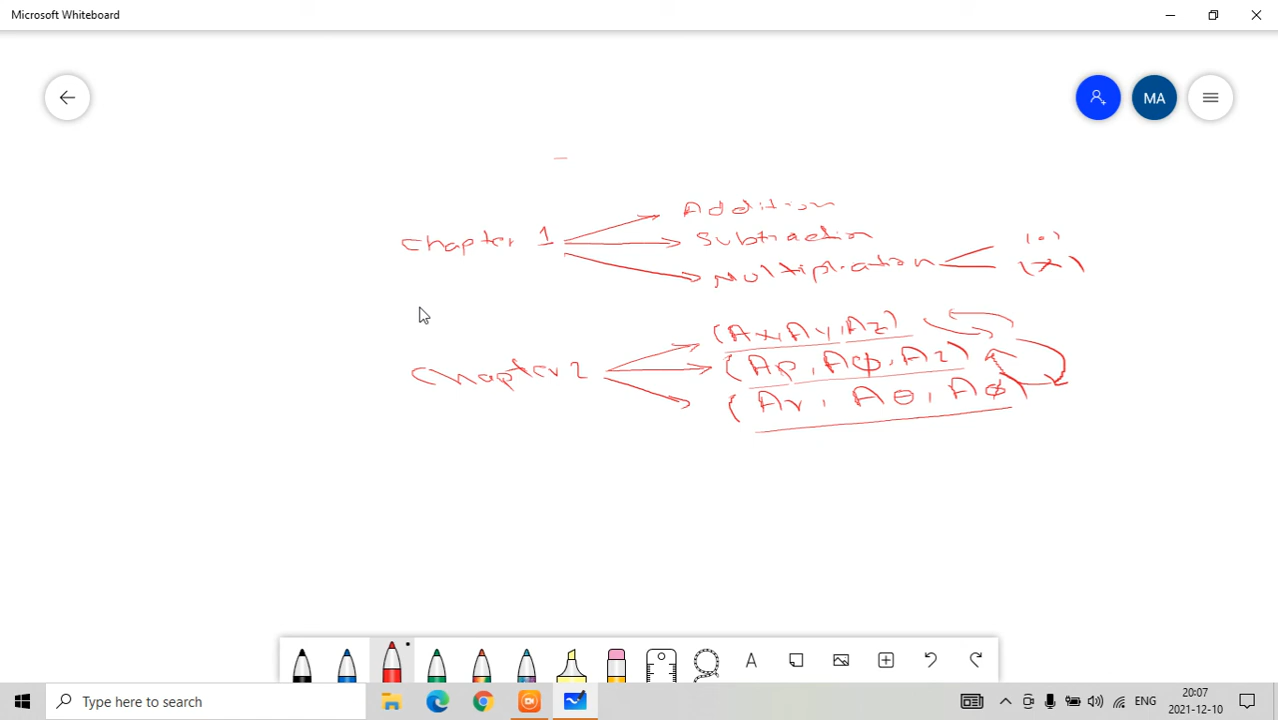 Microsoft Whiteboard
MA
Addition
Chapter 1
Subtraction
Multiplication
(.)
(×)
(Ax, Ay, Az)
Chapter 2
(Aρ, Aφ, Az)
(Ar, Aθ, Aφ)
A
Type here to search
ENG
20:07
2021-12-10